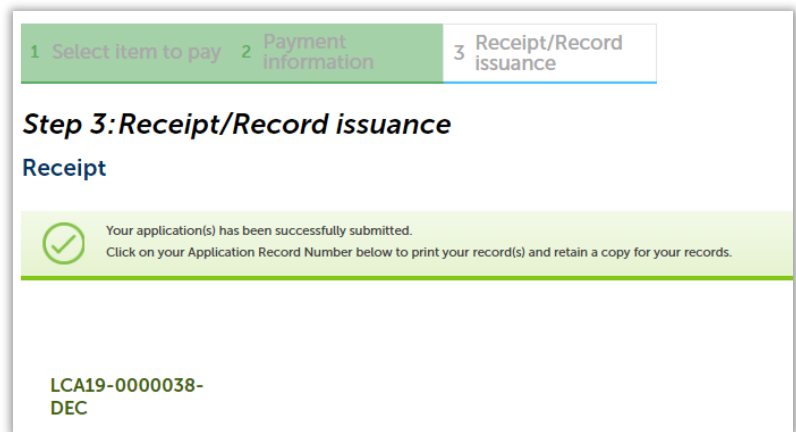 1 Select item to pay 2 Payment information 3 Receipt/Record issuance
Step 3:Receipt/Record issuance
Receipt
Your application(s) has been successfully submitted.
Click on your Application Record Number below to print your record(s) and retain a copy for your records.
LCA19-0000038-
DEC